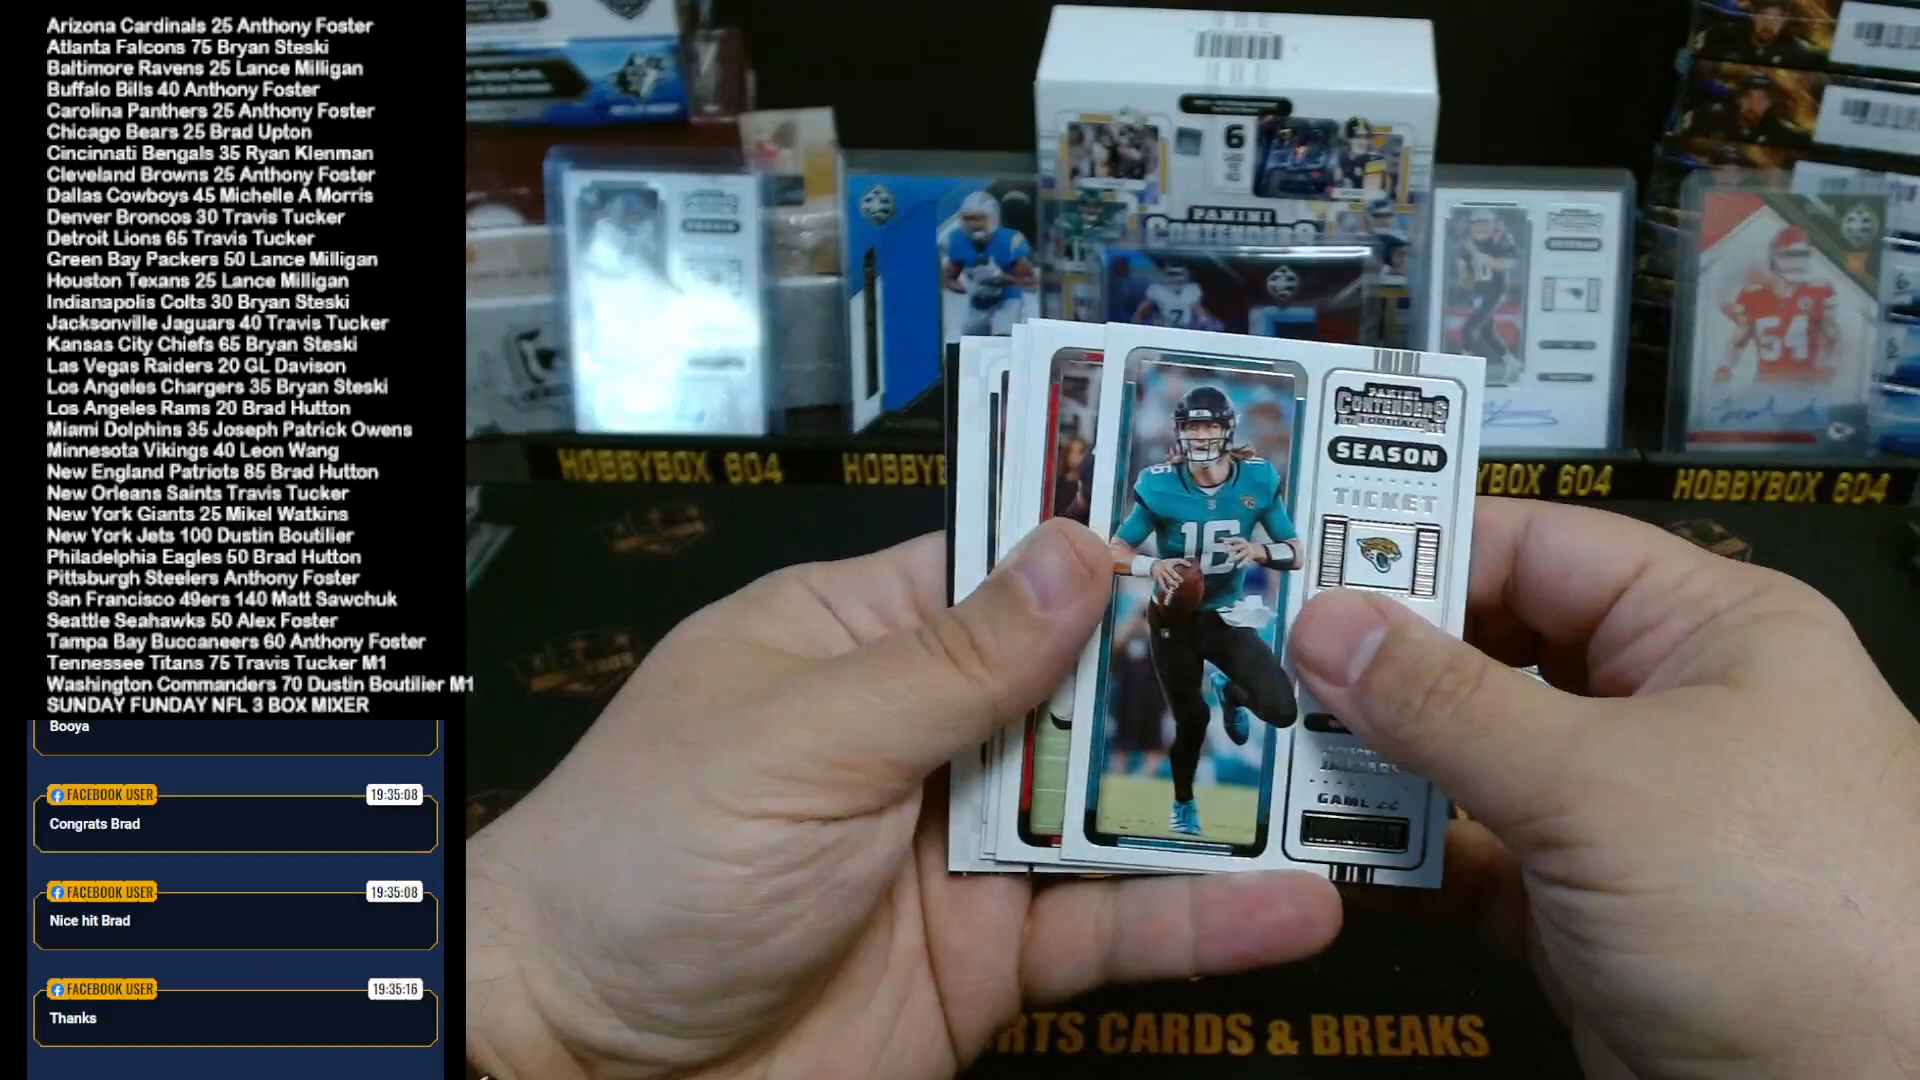 Arizona Cardinals 25 Anthony Foster
Atlanta Falcons 75 Bryan Steski
Baltimore Ravens 25 Lance Milligan
Buffalo Bills 40 Anthony Foster
Carolina Panthers 25 Anthony Foster
Chicago Bears 25 Brad Upton
Cincinnati Bengals 35 Ryan Klenman
Cleveland Browns 25 Anthony Foster
Dallas Cowboys 45 Michelle A Morris
Denver Broncos 30 Travis Tucker
Detroit Lions 65 Travis Tucker
Green Bay Packers 50 Lance Milligan
Houston Texans 25 Lance Milligan
Indianapolis Colts 30 Bryan Steski
Jacksonville Jaguars 40 Travis Tucker
Kansas City Chiefs 65 Bryan Steski
Las Vegas Raiders 20 GL Davison
Los Angeles Chargers 35 Bryan Steski
Los Angeles Rams 20 Brad Hutton
Miami Dolphins 35 Joseph Patrick Owens
Minnesota Vikings 40 Leon Wang
New England Patriots 85 Brad Hutton
New Orleans Saints Travis Tucker
New York Giants 25 Mikel Watkins
New York Jets 100 Dustin Boutilier
Philadelphia Eagles 50 Brad Hutton
Pittsburgh Steelers Anthony Foster
San Francisco 49ers 140 Matt Sawchuk
Seattle Seahawks 50 Alex Foster
Tampa Bay Buccaneers 60 Anthony Foster
Tennessee Titans 75 Travis Tucker M1
Washington Commanders 70 Dustin Boutilier M1
SUNDAY FUNDAY NFL 3 BOX MIXER
Booya
FACEBOOK USER 19:35:08
Congrats Brad
FACEBOOK USER 19:35:08
Nice hit Brad
FACEBOOK USER 19:35:16
Thanks
6
PANINI
CONTENDERS
54
HOBBYBOX 604
HOBBYB
YBOX 604
HOBBYBOX 604
PANINI
CONTENDERS
SEASON
TICKET
16
16
GAME
RTS CARDS & BREAKS